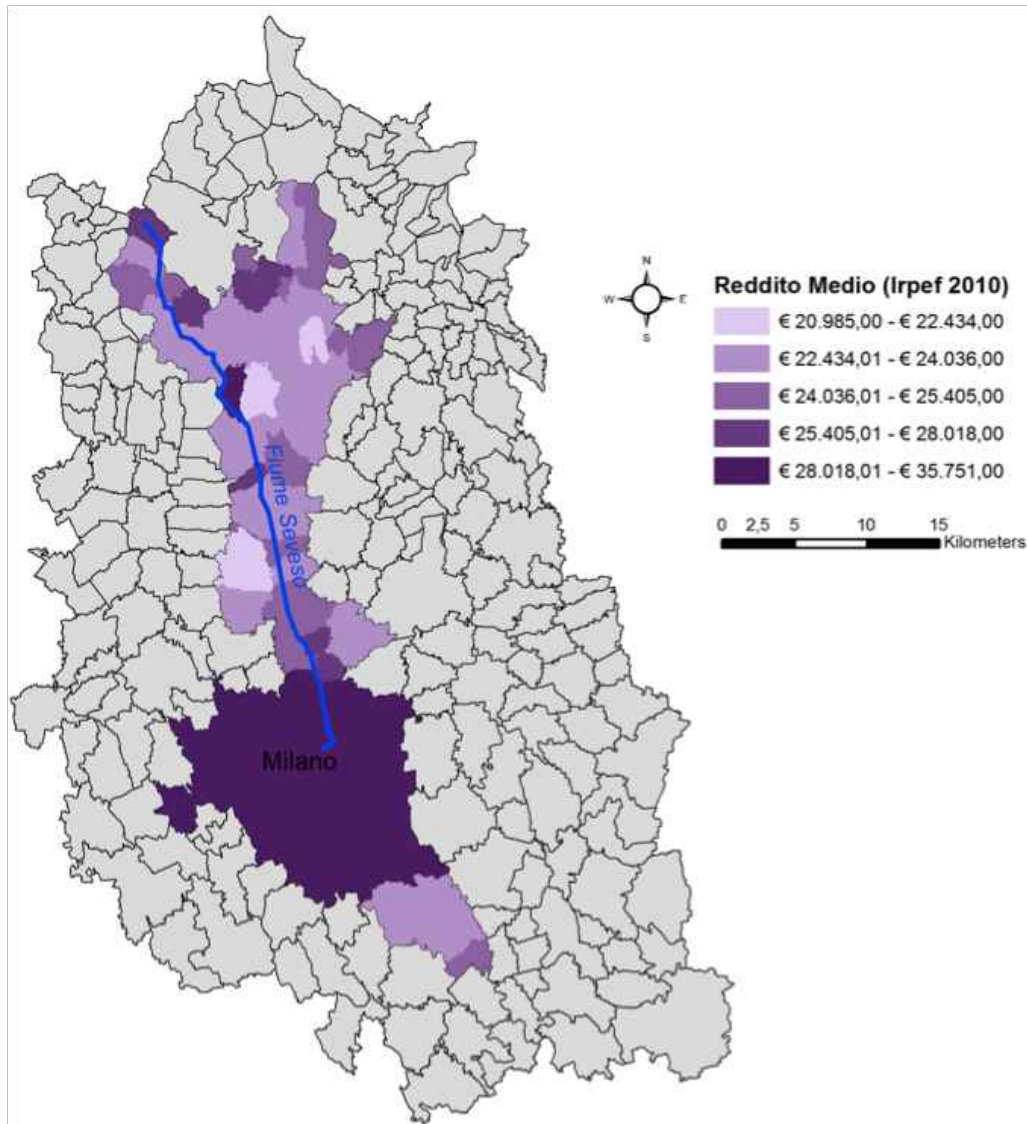 N
W
E
S
Reddito Medio (Irpef 2010)
€ 20.985,00 - € 22.434,00
€ 22.434,01 - € 24.036,00
€ 24.036,01 - € 25.405,00
€ 25.405,01 - € 28.018,00
€ 28.018,01 - € 35.751,00
Fiume Seveso
0 2,5 5 10 15
Kilometers
Milano